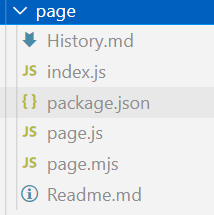 page
History.md
JS index.js
{ } package.json
JS page.js
JS page.mjs
Readme.md